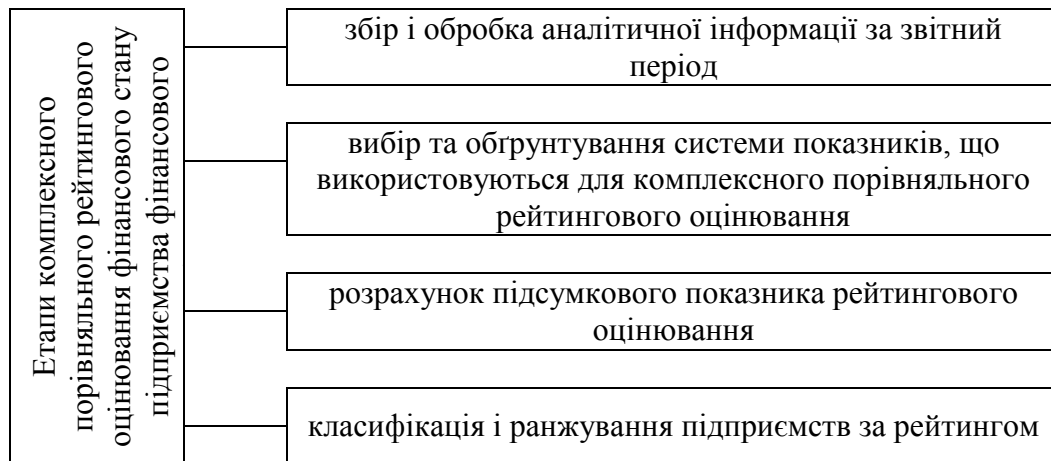 Етапи комплексного
порівняльного рейтингового
оцінювання фінансового стану
підприємства фінансового
збір і обробка аналітичної інформації за звітний
період
вибір та обґрунтування системи показників, що
використовуються для комплексного порівняльного
рейтингового оцінювання
розрахунок підсумкового показника рейтингового
оцінювання
класифікація і ранжування підприємств за рейтингом